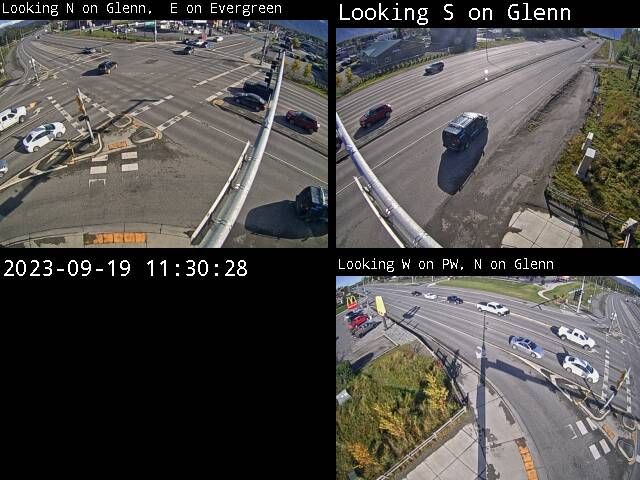 Looking N on Glenn,  E on Evergreen
Looking S on Glenn
2023-09-19 11:30:28
Looking W on PW, N on Glenn